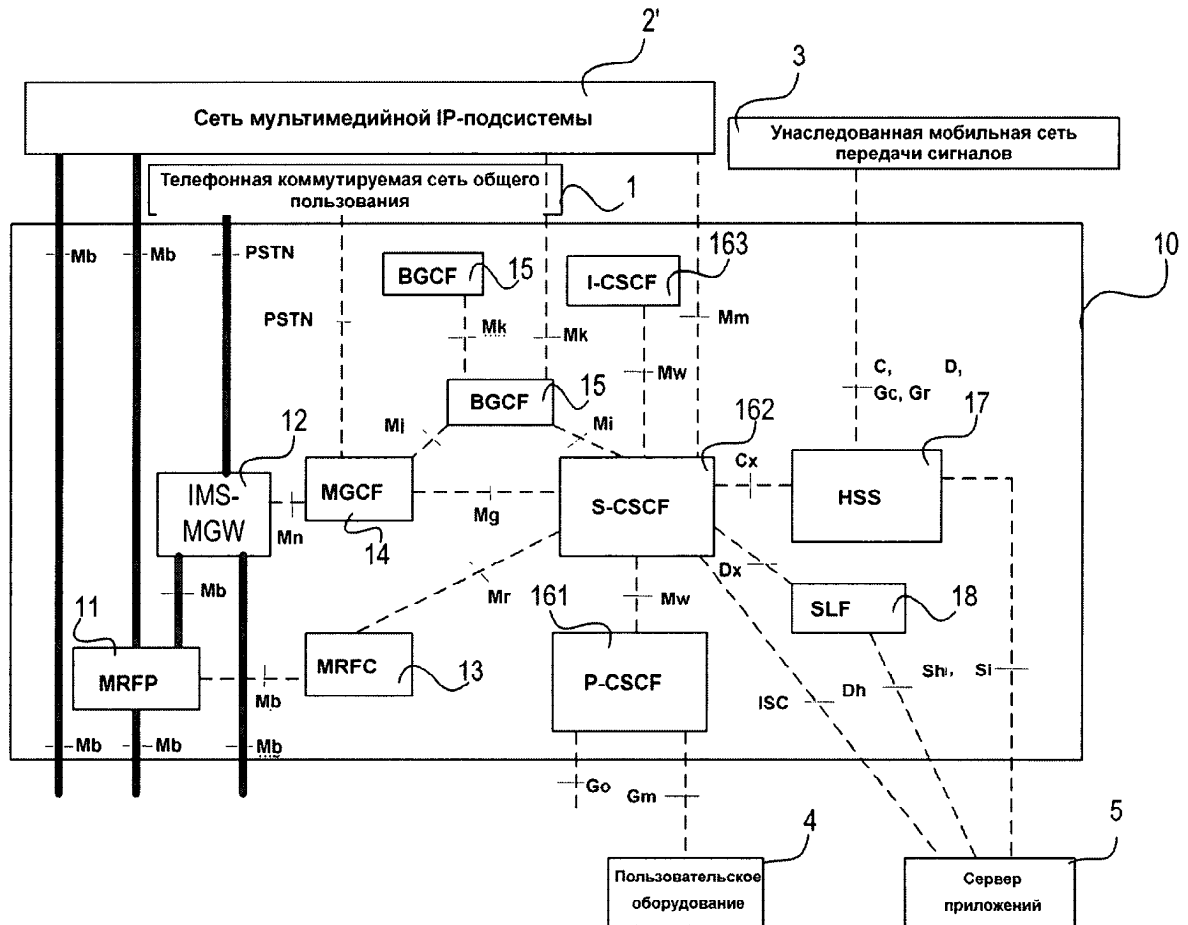 2'
3
Сеть мультимедийной IP-подсистемы
Унаследованная мобильная сеть
передачи сигналов
Телефонная коммутируемая сеть общего
пользования
1
10
Mb
Mb
PSTN
BGCF
15
I-CSCF
163
PSTN
Mk
Mk
Mm
Mw
C, D,
Gc, Gr
BGCF
15
Mj
Mi
162
17
12
IMS-
MGW
Mn
MGCF
14
Mg
S-CSCF
Cx
HSS
Mb
Mr
Mw
Dx
SLF
18
11
MRFP
Mb
MRFC
13
161
P-CSCF
ISC
Dh
Sh,
Si
Mb
Mb
Mb
Go
Gm
4
5
Пользовательское
оборудование
Сервер
приложений